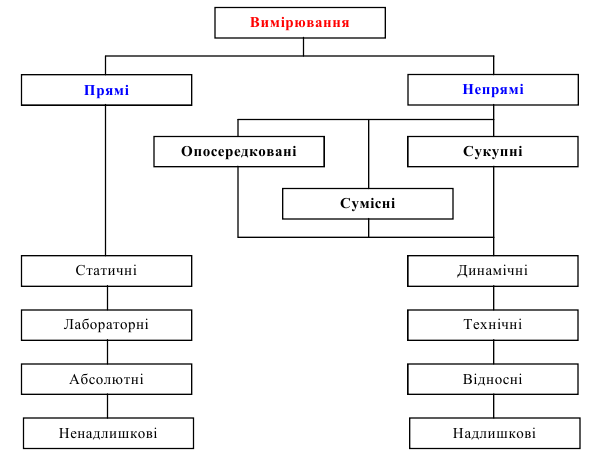 Вимірювання
Прямі
Непрямі
Опосередковані
Сукупні
Сумісні
Статичні
Динамічні
Лабораторні
Технічні
Абсолютні
Відносні
Ненадлишкові
Надлишкові